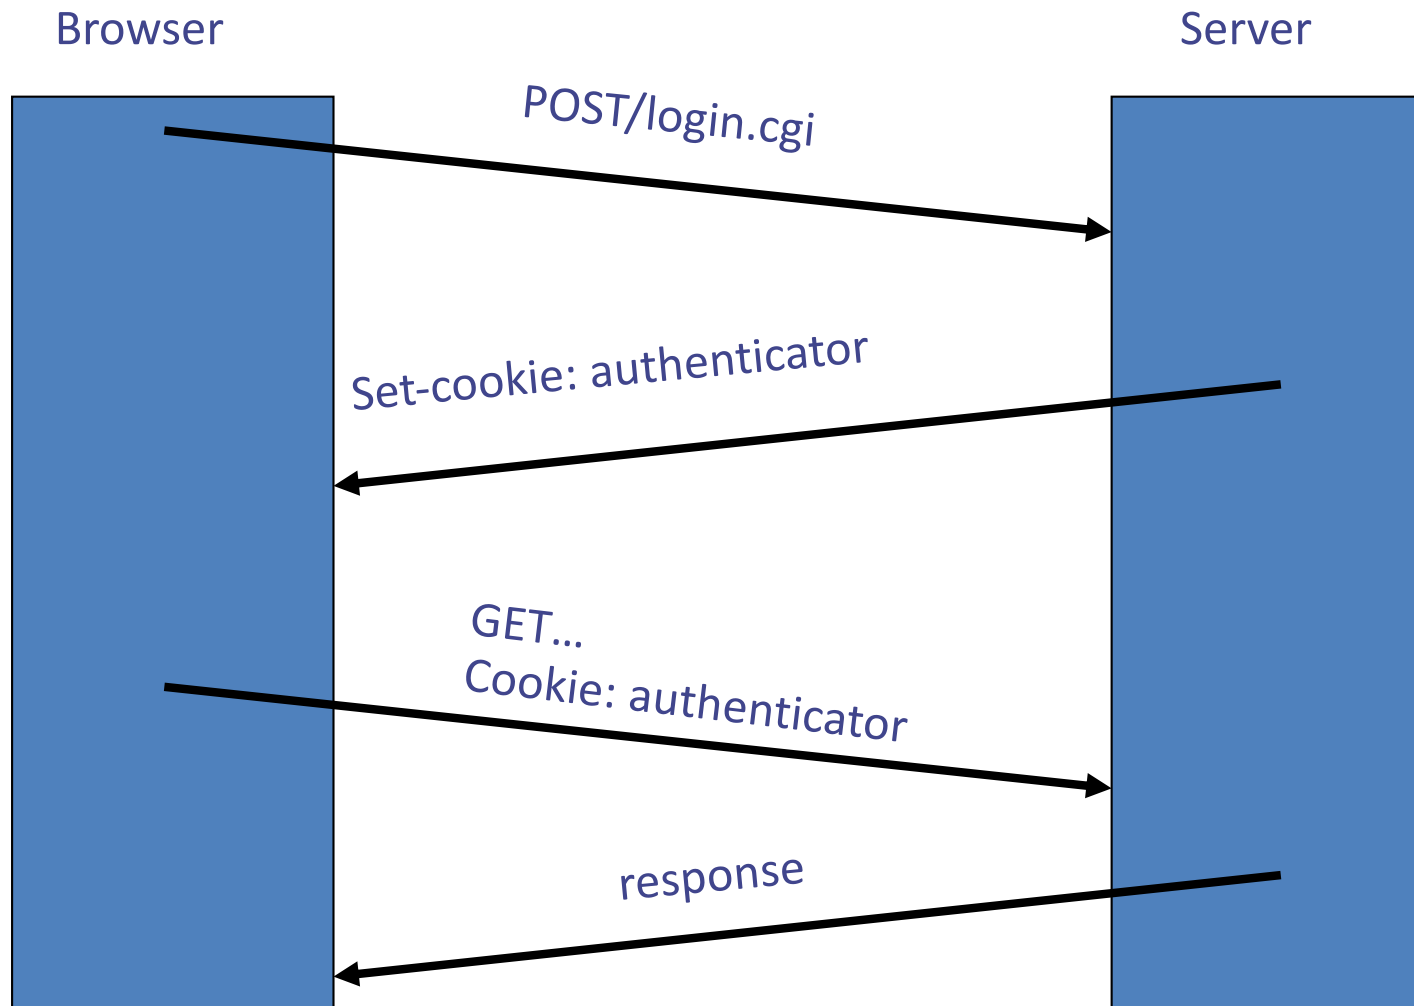 Browser
Server
POST/login.cgi
Set-cookie: authenticator
GET...
Cookie: authenticator
response